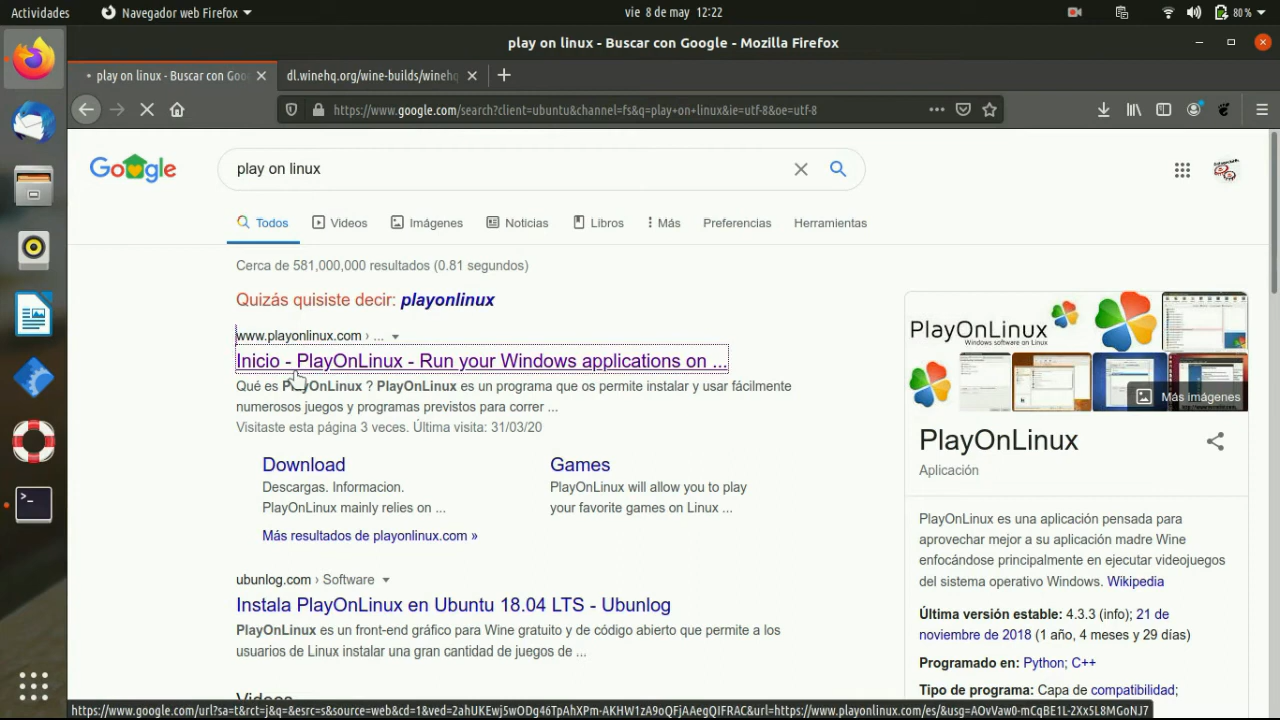 Actividades
Navegador web Firefox
vie 8 de may 12:22
80 %
play on linux - Buscar con Google - Mozilla Firefox
play on linux - Buscar con Goo
dl.winehq.org/wine-builds/winehq
https://www.google.com/search?client=ubuntu&channel=fs&q=play+on+linux&ie=utf-8&oe=utf-8
Google
play on linux
Todos
Videos
Imágenes
Noticias
Libros
Más
Preferencias
Herramientas
Cerca de 581,000,000 resultados (0.81 segundos)
Quizás quisiste decir: playonlinux
www.playonlinux.com › ...
Inicio - PlayOnLinux - Run your Windows applications on ...
Qué es PlayOnLinux ? PlayOnLinux es un programa que os permite instalar y usar fácilmente
numerosos juegos y programas previstos para correr ...
Visitaste esta página 3 veces. Última visita: 31/03/20
Download
Descargas. Informacion.
PlayOnLinux mainly relies on ...
Games
PlayOnLinux will allow you to play
your favorite games on Linux ...
Más resultados de playonlinux.com »
ubunlog.com › Software
Instala PlayOnLinux en Ubuntu 18.04 LTS - Ubunlog
PlayOnLinux es un front-end gráfico para Wine gratuito y de código abierto que permite a los
usuarios de Linux instalar una gran cantidad de juegos de ...
Videos
PlayOnLinux
Windows software on Linux
Más imágenes
PlayOnLinux
Aplicación
PlayOnLinux es una aplicación pensada para
aprovechar mejor a su aplicación madre Wine
enfocándose principalmente en ejecutar videojuegos
del sistema operativo Windows. Wikipedia
Última versión estable: 4.3.3 (info); 21 de
noviembre de 2018 (1 año, 4 meses y 29 días)
Programado en: Python; C++
Tipo de programa: Capa de compatibilidad;
https://www.google.com/url?sa=t&rct=j&q=&esrc=s&source=web&cd=1&ved=2ahUKEwj5wODg46TpAhXPm-AKHW1zA9oQFjAAegQIFRAC&url=https://www.playonlinux.com/es/&usg=AOvVaw0-mCqBE1L-2Xx5L8MGoNJ7